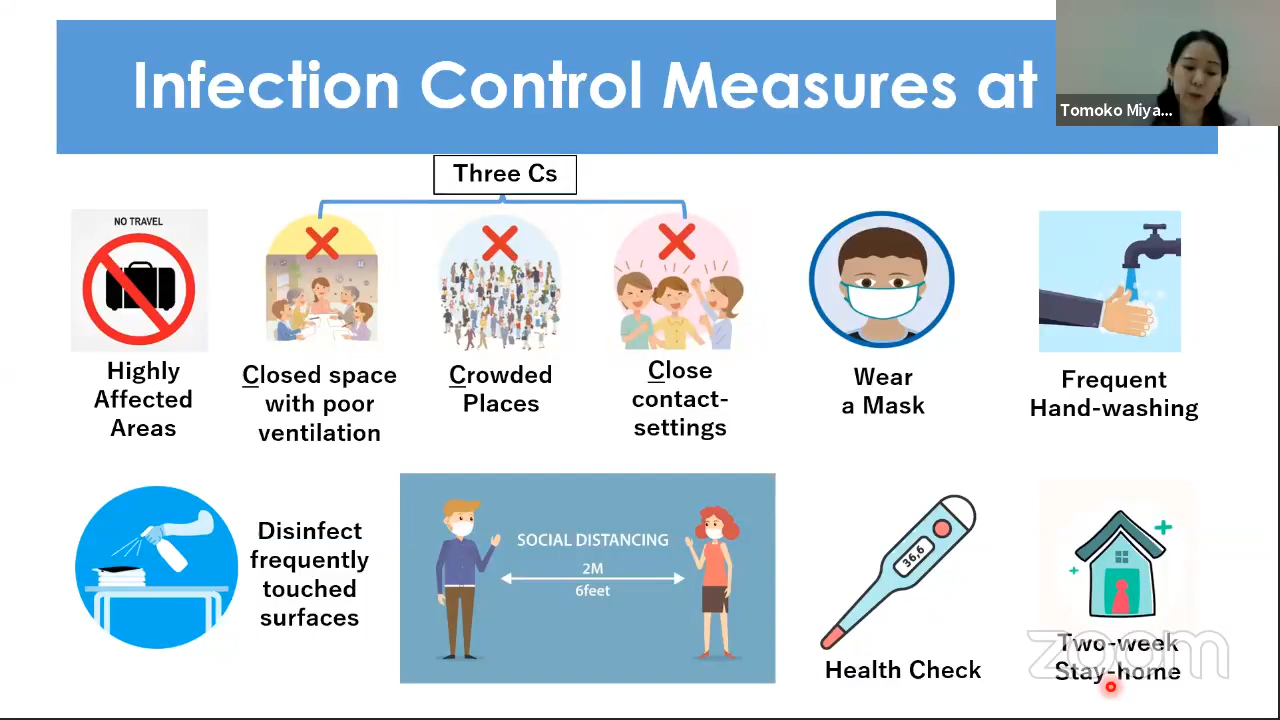 Infection Control Measures at
Tomoko Miya...
Three Cs
NO TRAVEL
Highly
Affected
Areas
Closed space
with poor
ventilation
Crowded
Places
Close
contact-
settings
Wear
a Mask
Frequent
Hand-washing
Disinfect
frequently
touched
surfaces
SOCIAL DISTANCING
2M
6feet
36,6
Health Check
Two-week
Stay-home
zoom